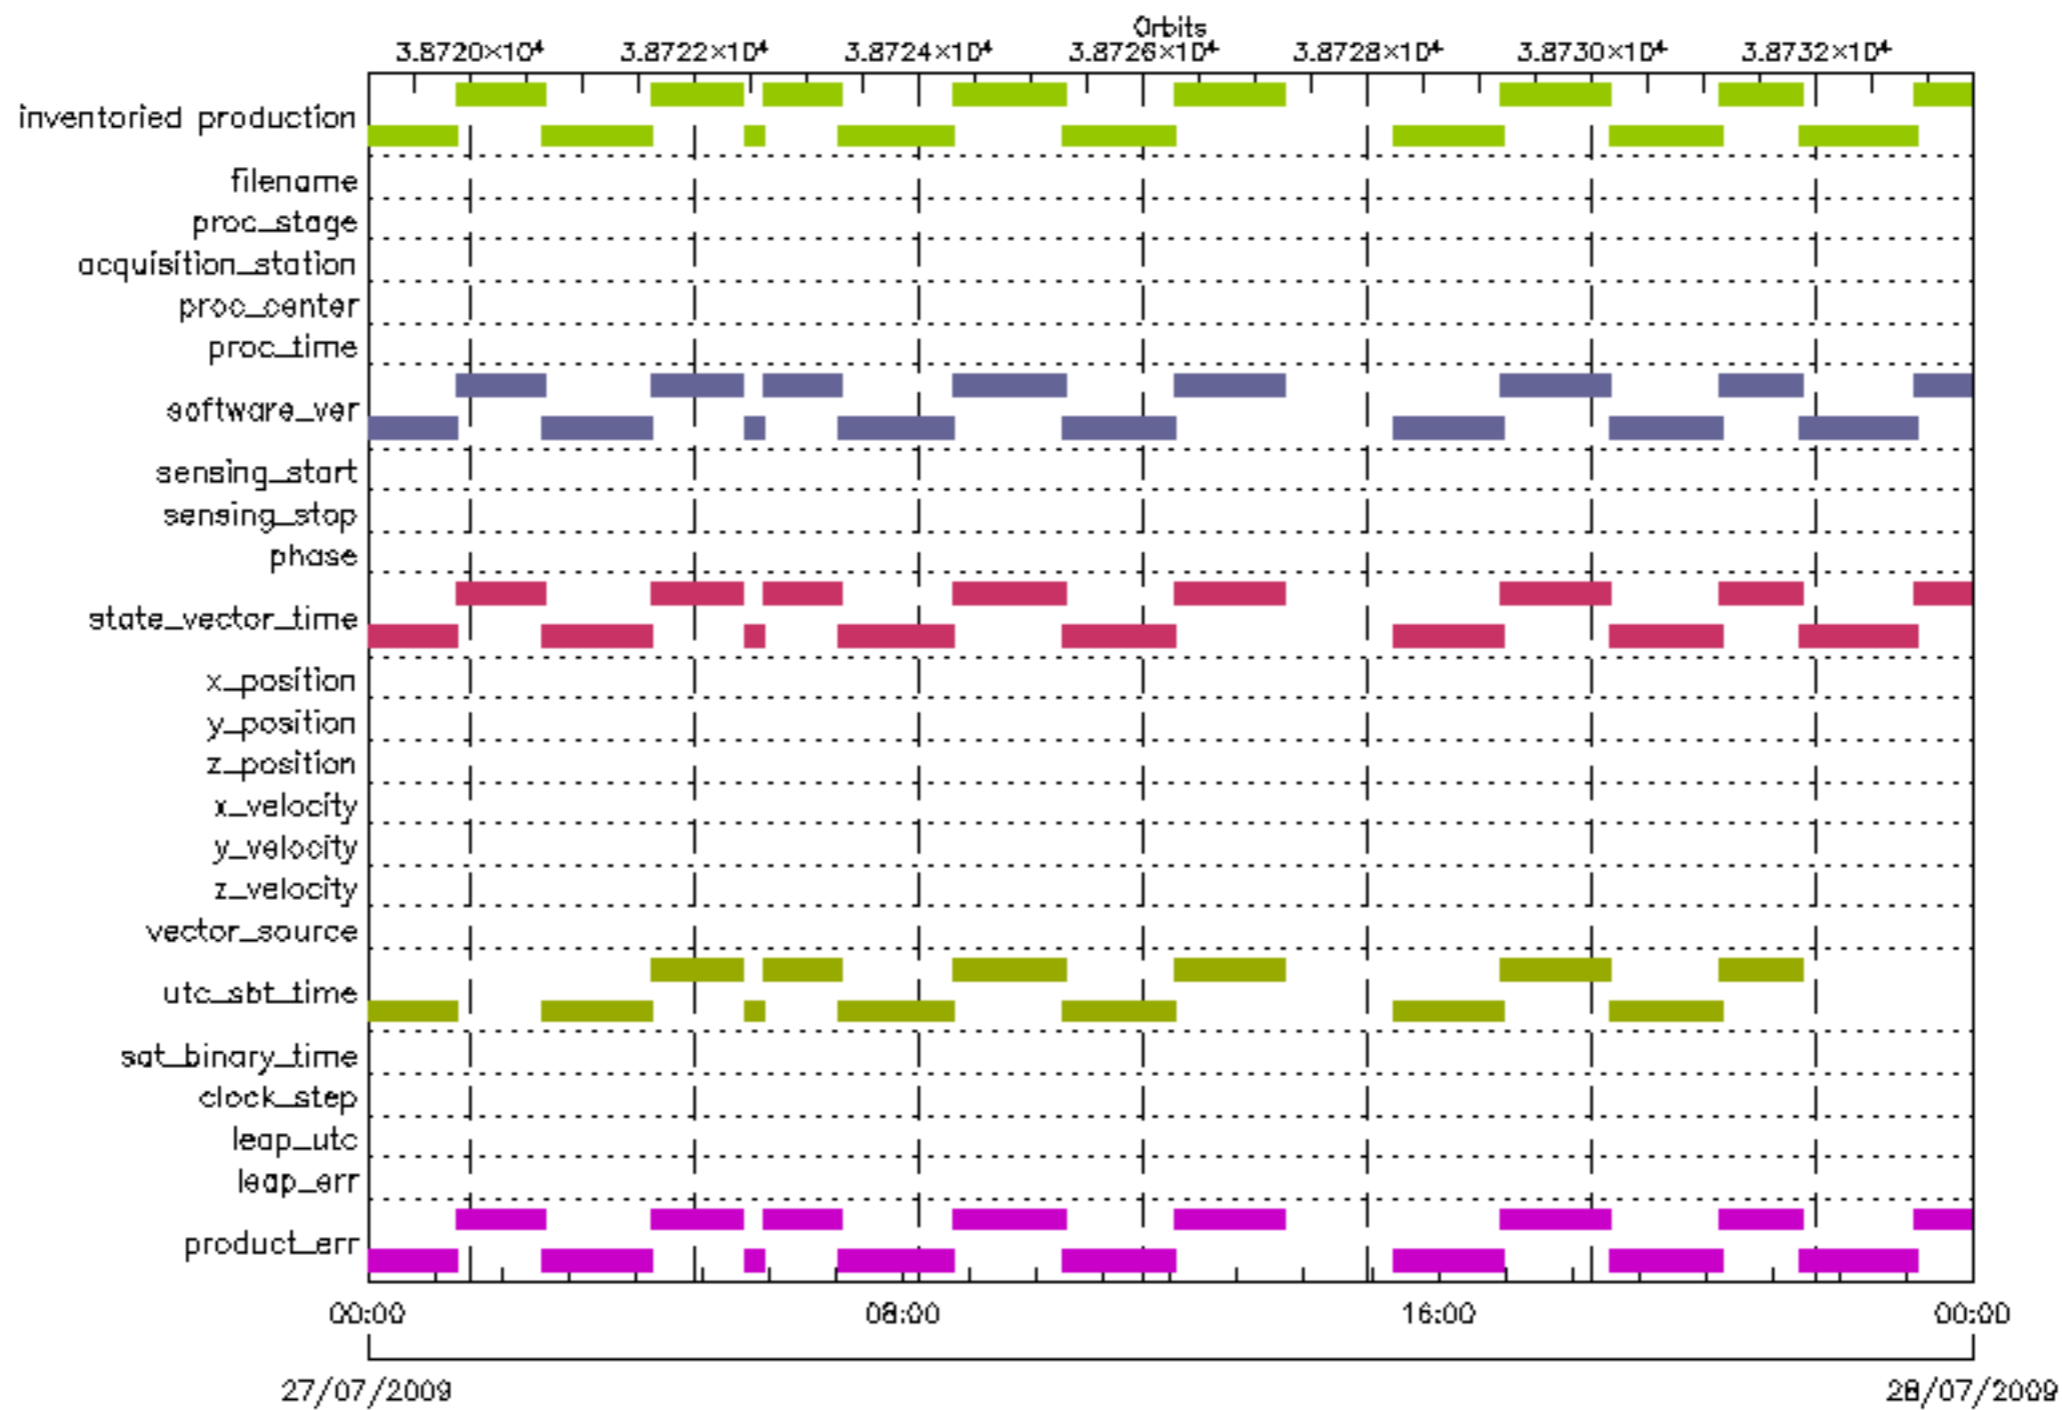 Orbits
3.8720×10⁴ 3.8722×10⁴ 3.8724×10⁴ 3.8726×10⁴ 3.8728×10⁴ 3.8730×10⁴ 3.8732×10⁴
inventoried production
filename
proc_stage
acquisition_station
proc_center
proc_time
software_ver
sensing_start
sensing_stop
phase
state_vector_time
x_position
y_position
z_position
x_velocity
y_velocity
z_velocity
vector_source
utc_sbt_time
sat_binary_time
clock_step
leap_utc
leap_err
product_err
00:00 08:00 16:00 00:00
27/07/2009 28/07/2009